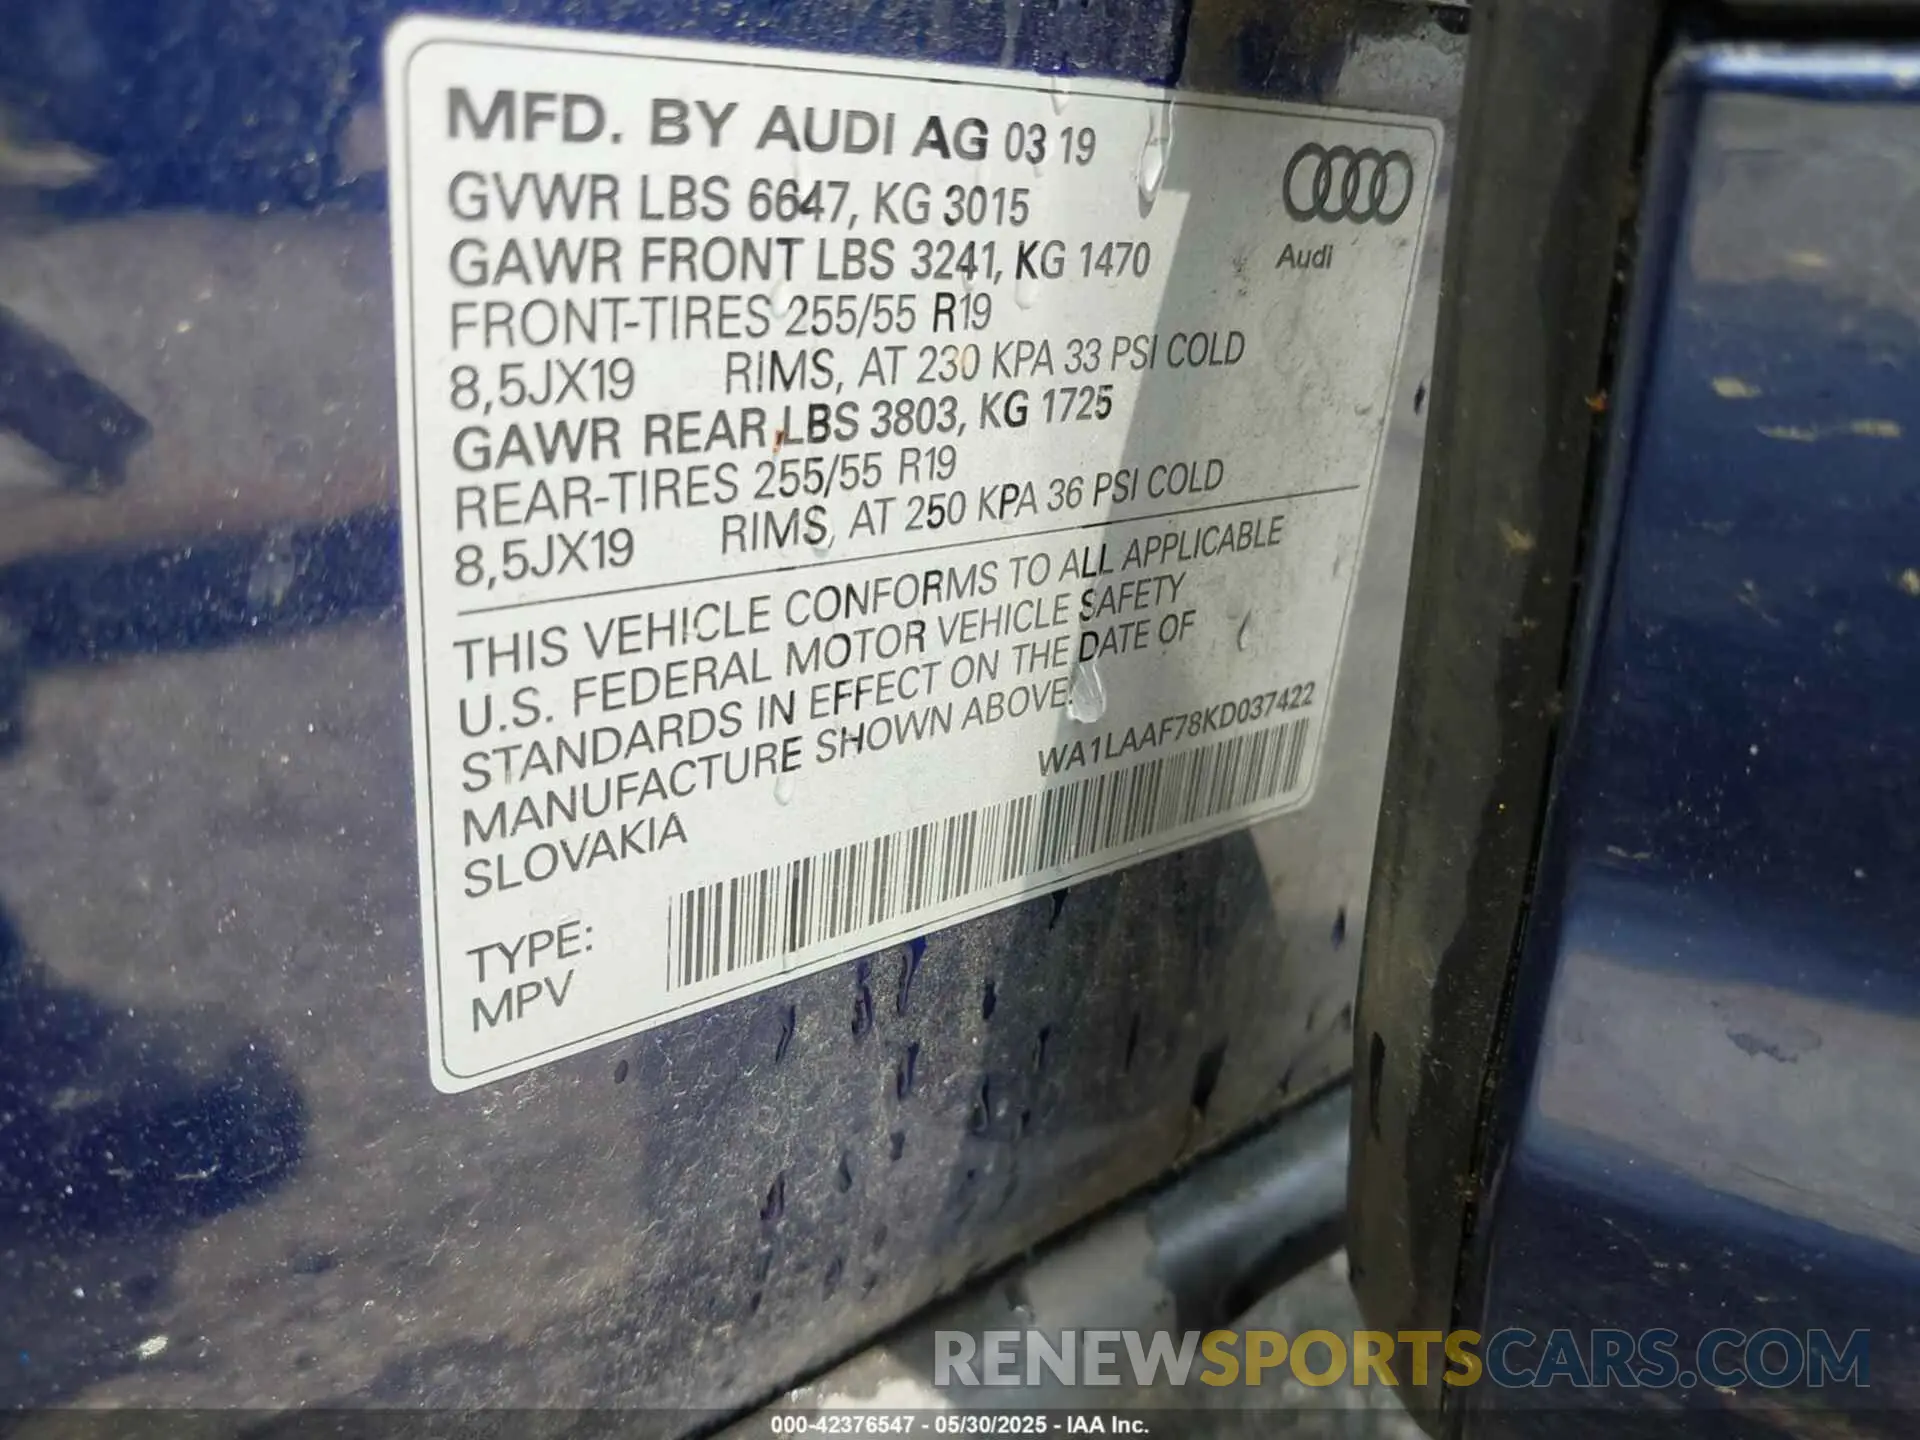 MFD. BY AUDI AG 03 19
GVWR LBS 6647, KG 3015
GAWR FRONT LBS 3241, KG 1470
FRONT-TIRES 255/55 R19
8,5JX19 RIMS, AT 230 KPA 33 PSI COLD
GAWR REAR LBS 3803, KG 1725
REAR-TIRES 255/55 R19
8,5JX19 RIMS, AT 250 KPA 36 PSI COLD
Audi
THIS VEHICLE CONFORMS TO ALL APPLICABLE
U.S. FEDERAL MOTOR VEHICLE SAFETY
STANDARDS IN EFFECT ON THE DATE OF
MANUFACTURE SHOWN ABOVE.
SLOVAKIA
WA1LAAF78KD037422
TYPE:
MPV
RENEWSPORTSCARS.COM
000-42376547 - 05/30/2025 - IAA Inc.